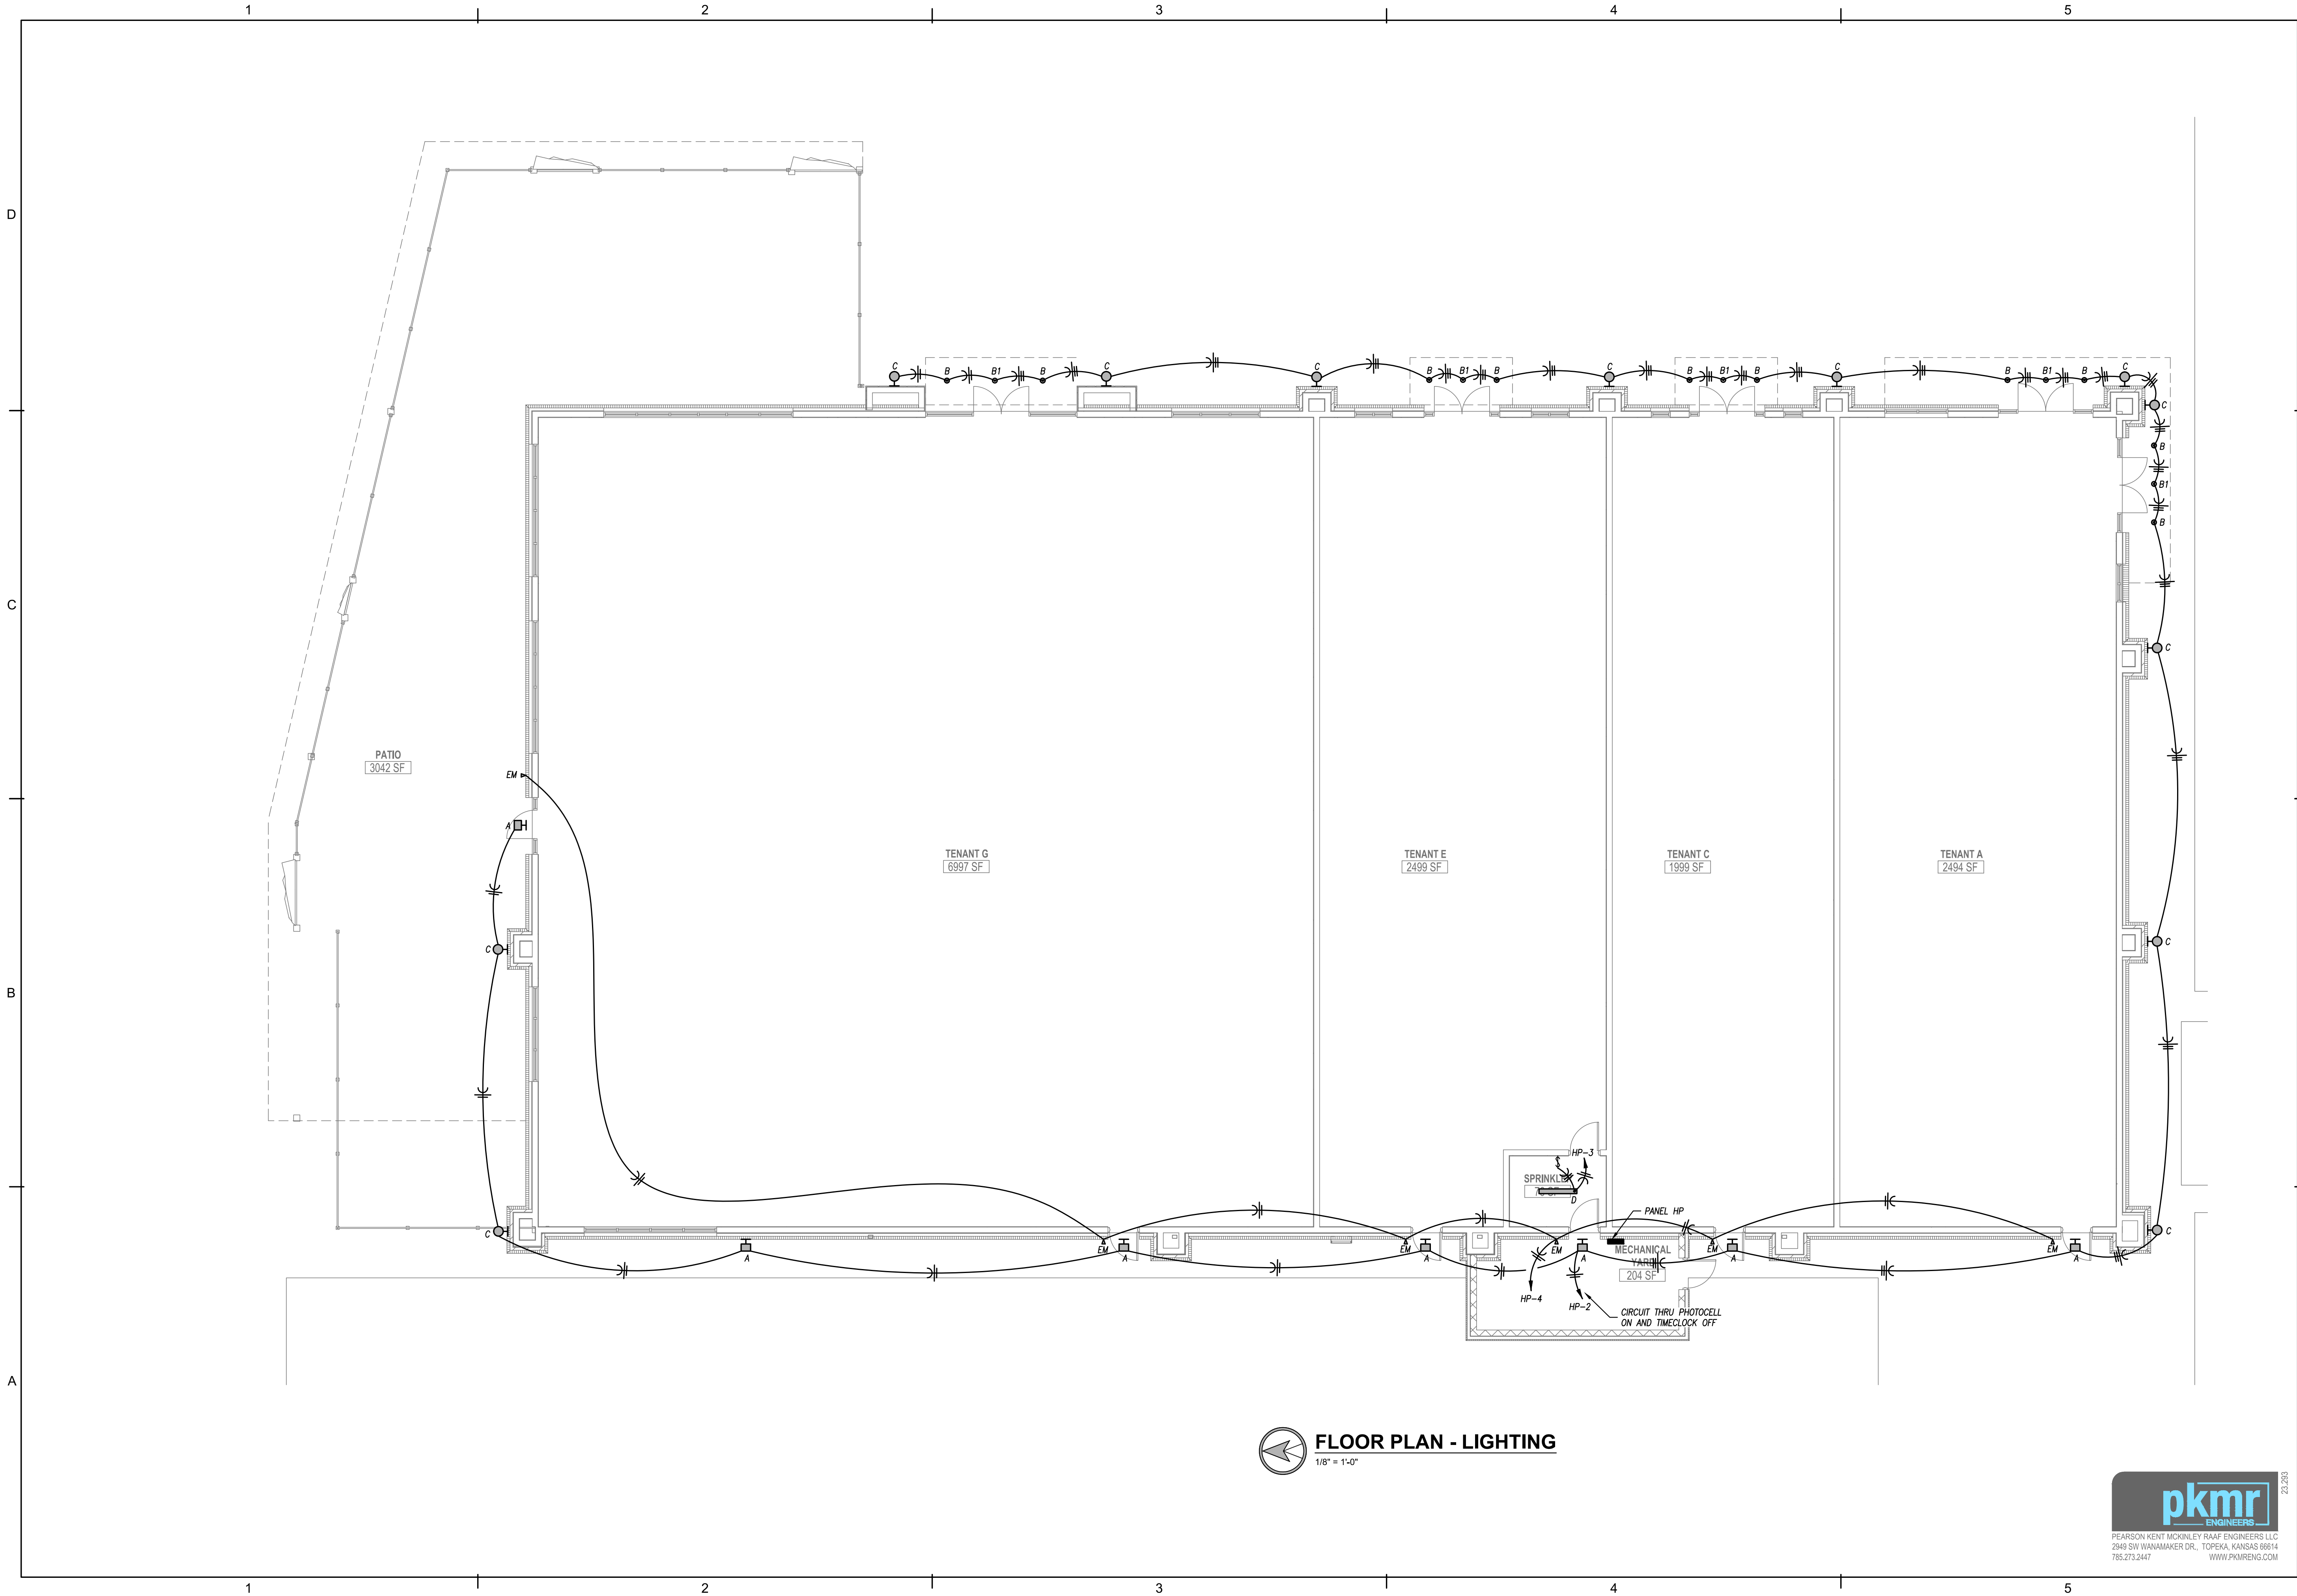 1 2 3 4 5
D
C B B1 B C C B B1 B C B B1 B C B B1 B C
C
B
B1
B
C
C
PATIO
3042 SF
EM
A
TENANT G
6997 SF
TENANT E
2499 SF
TENANT C
1999 SF
TENANT A
2494 SF
C
C
B
C
HP-3
SPRINKLE
D
PANEL HP
C
C
A
EM
A
EM
A
EM
A
MECHANICAL
YARD
204 SF
EM
A
EM
A
HP-4
HP-2
CIRCUIT THRU PHOTOCELL
ON AND TIMECLOCK OFF
A
FLOOR PLAN - LIGHTING
1/8" = 1'-0"
23.293
pkmr
ENGINEERS
PEARSON KENT MCKINLEY RAAF ENGINEERS LLC
2949 SW WANAMAKER DR., TOPEKA, KANSAS 66614
785.273.2447 WWW.PKMRENG.COM
1 2 3 4 5